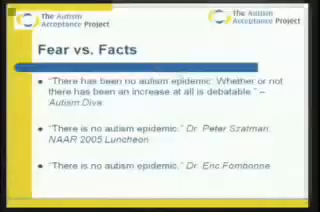 The Autism
Acceptance Project
The Autism
Acceptance Project
Fear vs. Facts
"There has been no autism epidemic. Whether or not
there has been an increase at all is debatable." –
Autism Diva
"There is no autism epidemic." Dr. Peter Szatmari,
NAAR 2005 Luncheon
"There is no autism epidemic." Dr. Eric Fombonne